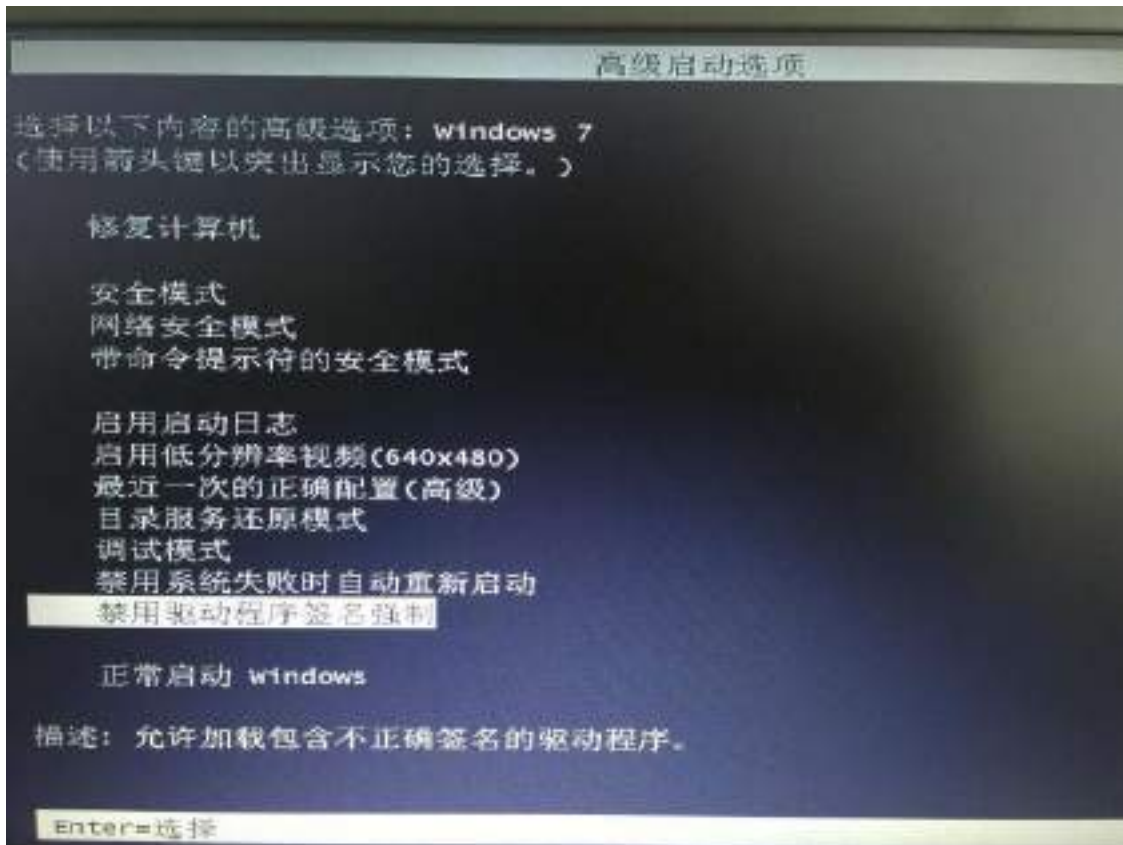 高级启动选项
选择以下内容的高级选项: Windows 7
(使用箭头键以突出显示您的选择。)
修复计算机
安全模式
网络安全模式
带命令提示符的安全模式
启用启动日志
启用低分辨率视频(640x480)
最近一次的正确配置(高级)
目录服务还原模式
调试模式
禁用系统失败时自动重新启动
禁用驱动程序签名强制
正常启动 Windows
描述: 允许加载包含不正确签名的驱动程序。
Enter=选择